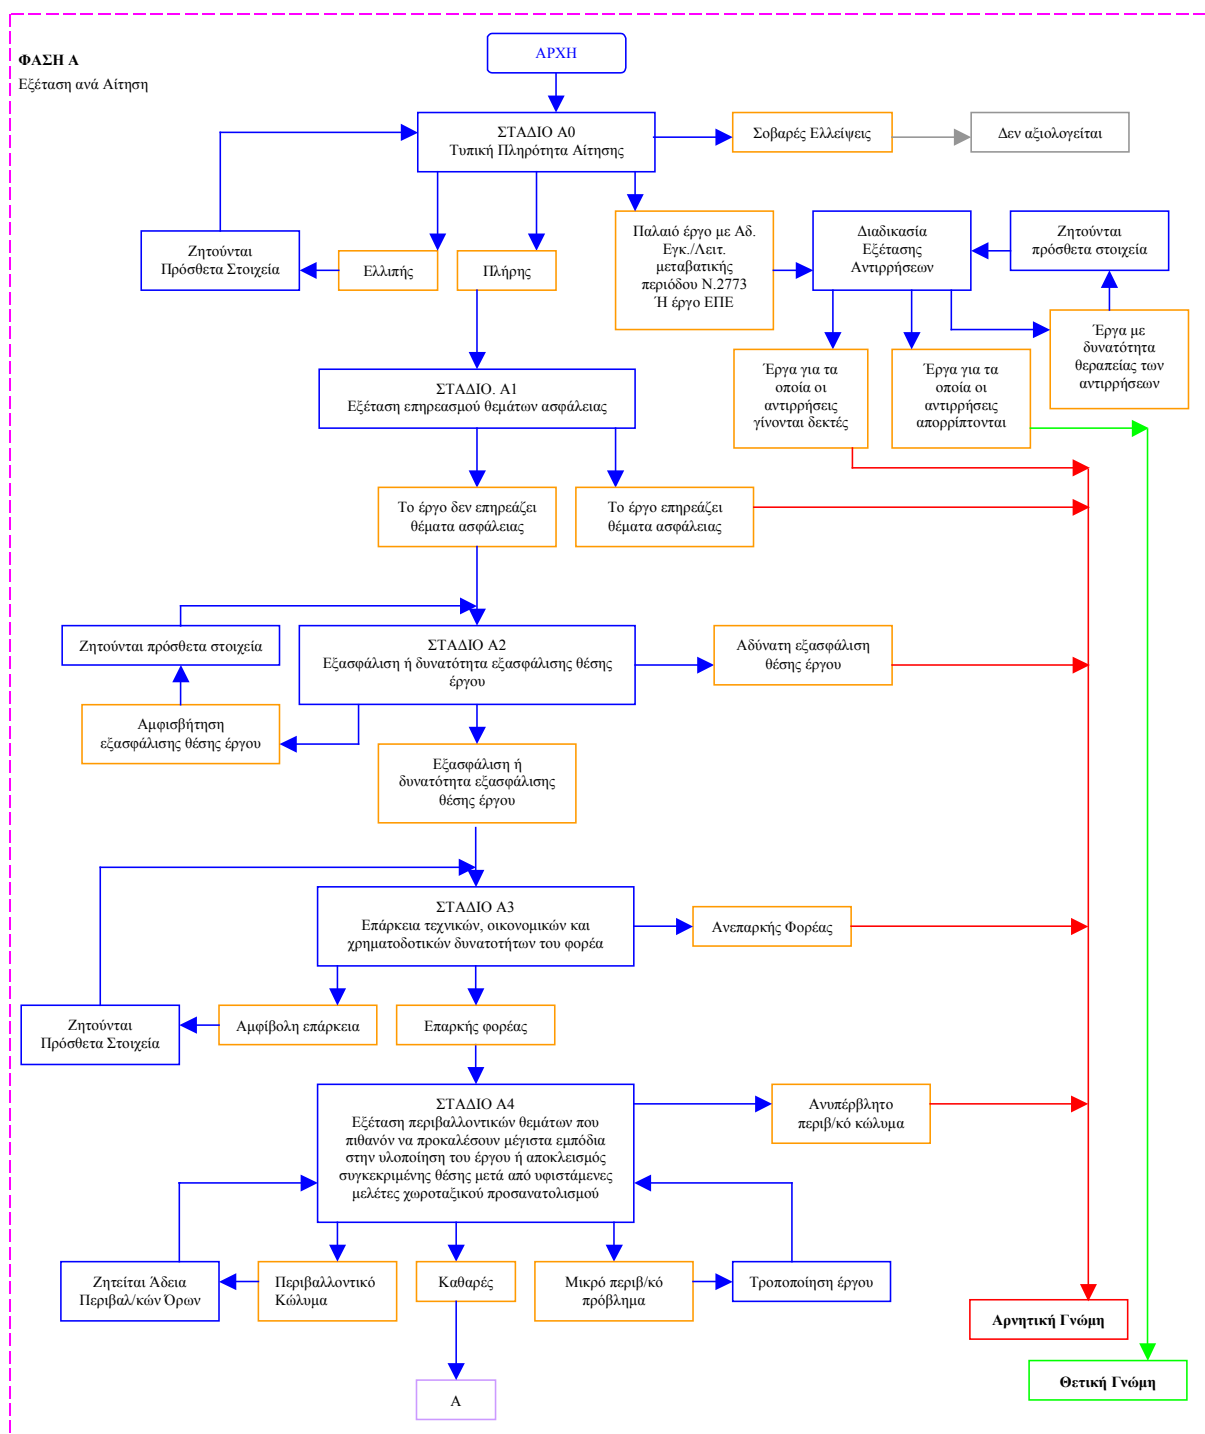 ΦΑΣΗ Α
Εξέταση ανά Αίτηση
ΑΡΧΗ
ΣΤΑΔΙΟ Α0
Τυπική Πληρότητα Αίτησης
Σοβαρές Ελλείψεις
Δεν αξιολογείται
Ζητούνται
Πρόσθετα Στοιχεία
Ελλιπής
Πλήρης
Παλαιό έργο με Αδ.
Εγκ./Λειτ.
μεταβατικής
περιόδου Ν.2773
Ή έργο ΕΠΕ
Διαδικασία
Εξέτασης
Αντιρρήσεων
Ζητούνται
πρόσθετα στοιχεία
Έργα για τα
οποία οι
αντιρρήσεις
γίνονται δεκτές
Έργα για τα
οποία οι
αντιρρήσεις
απορρίπτονται
Έργα με
δυνατότητα
θεραπείας των
αντιρρήσεων
ΣΤΑΔΙΟ. Α1
Εξέταση επηρεασμού θεμάτων ασφάλειας
Το έργο δεν επηρεάζει
θέματα ασφάλειας
Το έργο επηρεάζει
θέματα ασφάλειας
Ζητούνται πρόσθετα στοιχεία
ΣΤΑΔΙΟ Α2
Εξασφάλιση ή δυνατότητα εξασφάλισης θέσης
έργου
Αδύνατη εξασφάλιση
θέσης έργου
Αμφισβήτηση
εξασφάλισης θέσης έργου
Εξασφάλιση ή
δυνατότητα εξασφάλισης
θέσης έργου
ΣΤΑΔΙΟ Α3
Επάρκεια τεχνικών, οικονομικών και
χρηματοδοτικών δυνατοτήτων του φορέα
Ανεπαρκής Φορέας
Ζητούνται
Πρόσθετα Στοιχεία
Αμφίβολη επάρκεια
Επαρκής φορέας
ΣΤΑΔΙΟ Α4
Εξέταση περιβαλλοντικών θεμάτων που
πιθανόν να προκαλέσουν μέγιστα εμπόδια
στην υλοποίηση του έργου ή αποκλεισμός
συγκεκριμένης θέσης μετά από υφιστάμενες
μελέτες χωροταξικού προσανατολισμού
Ανυπέρβλητο
περιβ/κό κώλυμα
Ζητείται Άδεια
Περιβαλ/κών Όρων
Περιβαλλοντικό
Κώλυμα
Καθαρές
Μικρό περιβ/κό
πρόβλημα
Τροποποίηση έργου
Αρνητική Γνώμη
Θετική Γνώμη
Α